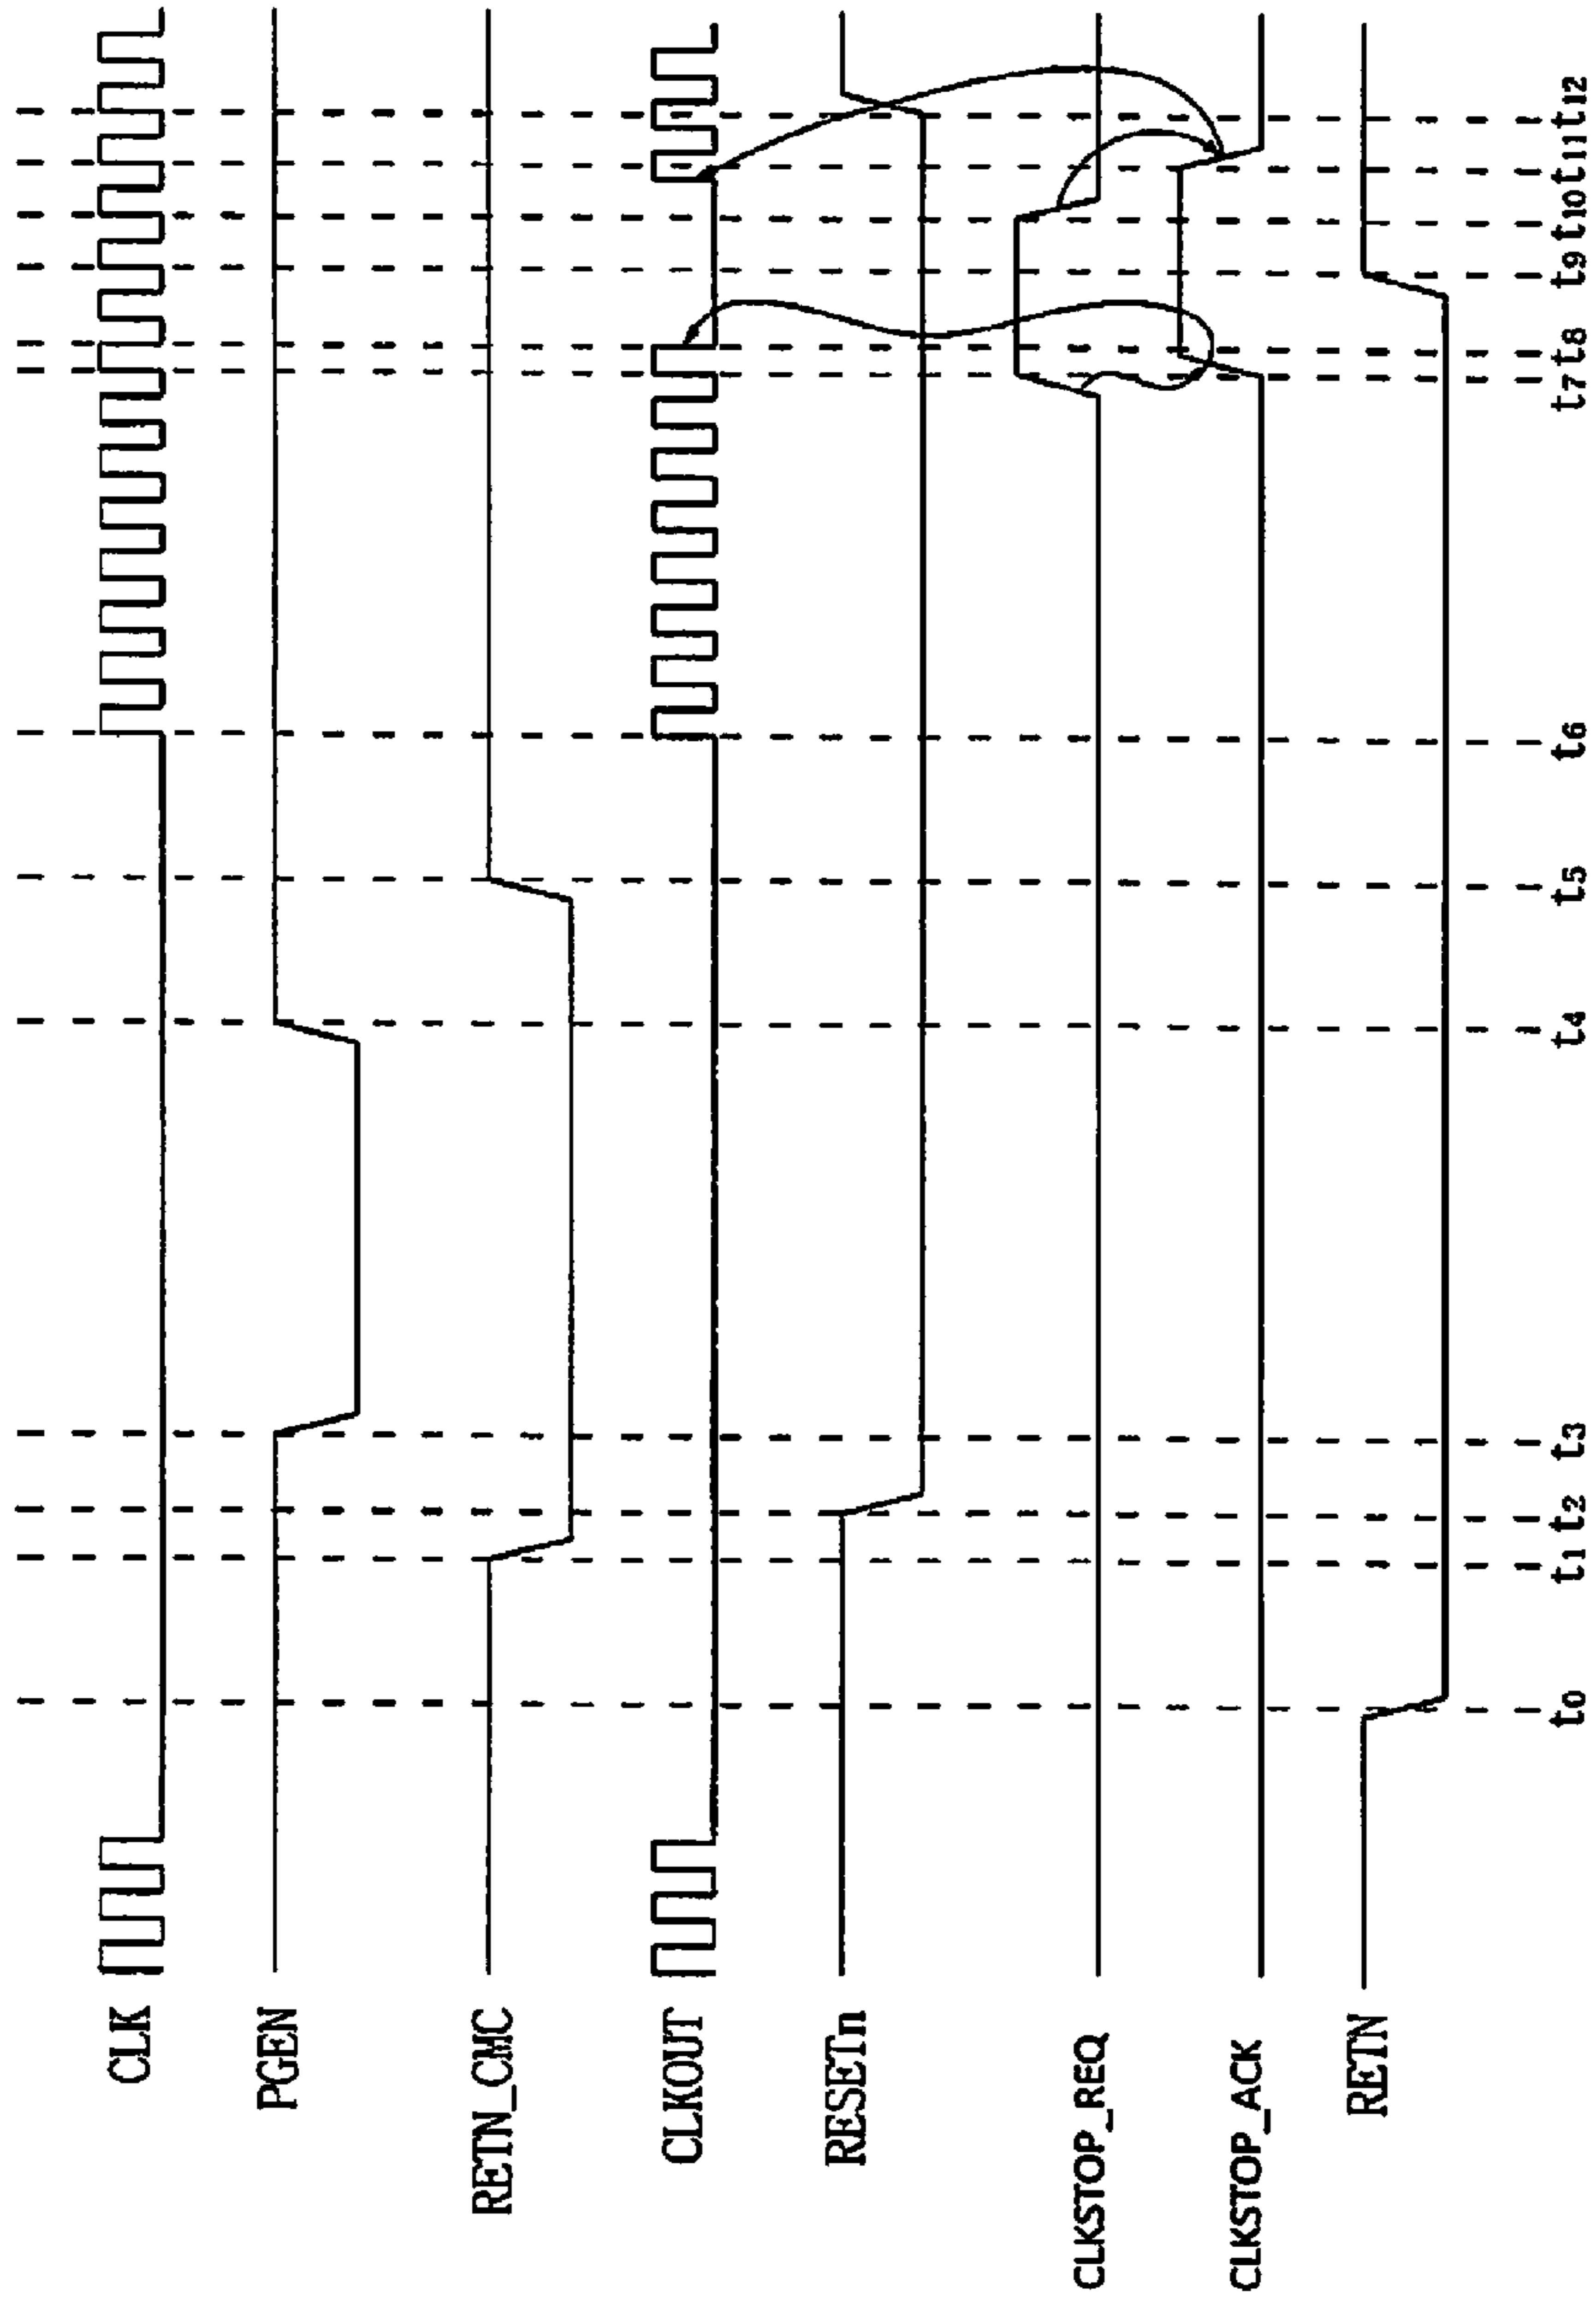 CLK
PGEN
RETN_CMC
CLKOUT
RESETn
CLKSTOP_REQ
CLKSTOP_ACK
RETN
t0 t1 t2 t3 t4 t5 t6 t7 t8 t9 t10 t11 t12